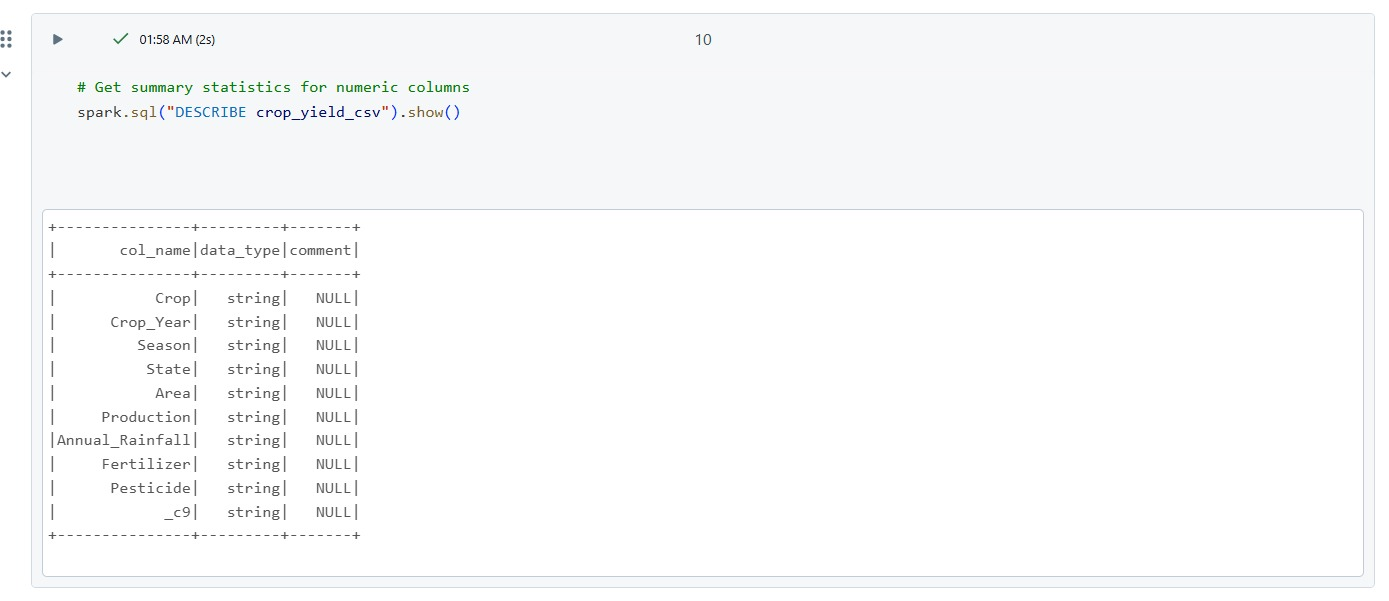 01:58 AM (2s)
10
# Get summary statistics for numeric columns
spark.sql("DESCRIBE crop_yield_csv").show()
+---------------+---------+-------+
|       col_name|data_type|comment|
+---------------+---------+-------+
|           Crop|   string|   NULL|
|      Crop_Year|   string|   NULL|
|         Season|   string|   NULL|
|          State|   string|   NULL|
|           Area|   string|   NULL|
|     Production|   string|   NULL|
|Annual_Rainfall|   string|   NULL|
|     Fertilizer|   string|   NULL|
|      Pesticide|   string|   NULL|
|            _c9|   string|   NULL|
+---------------+---------+-------+